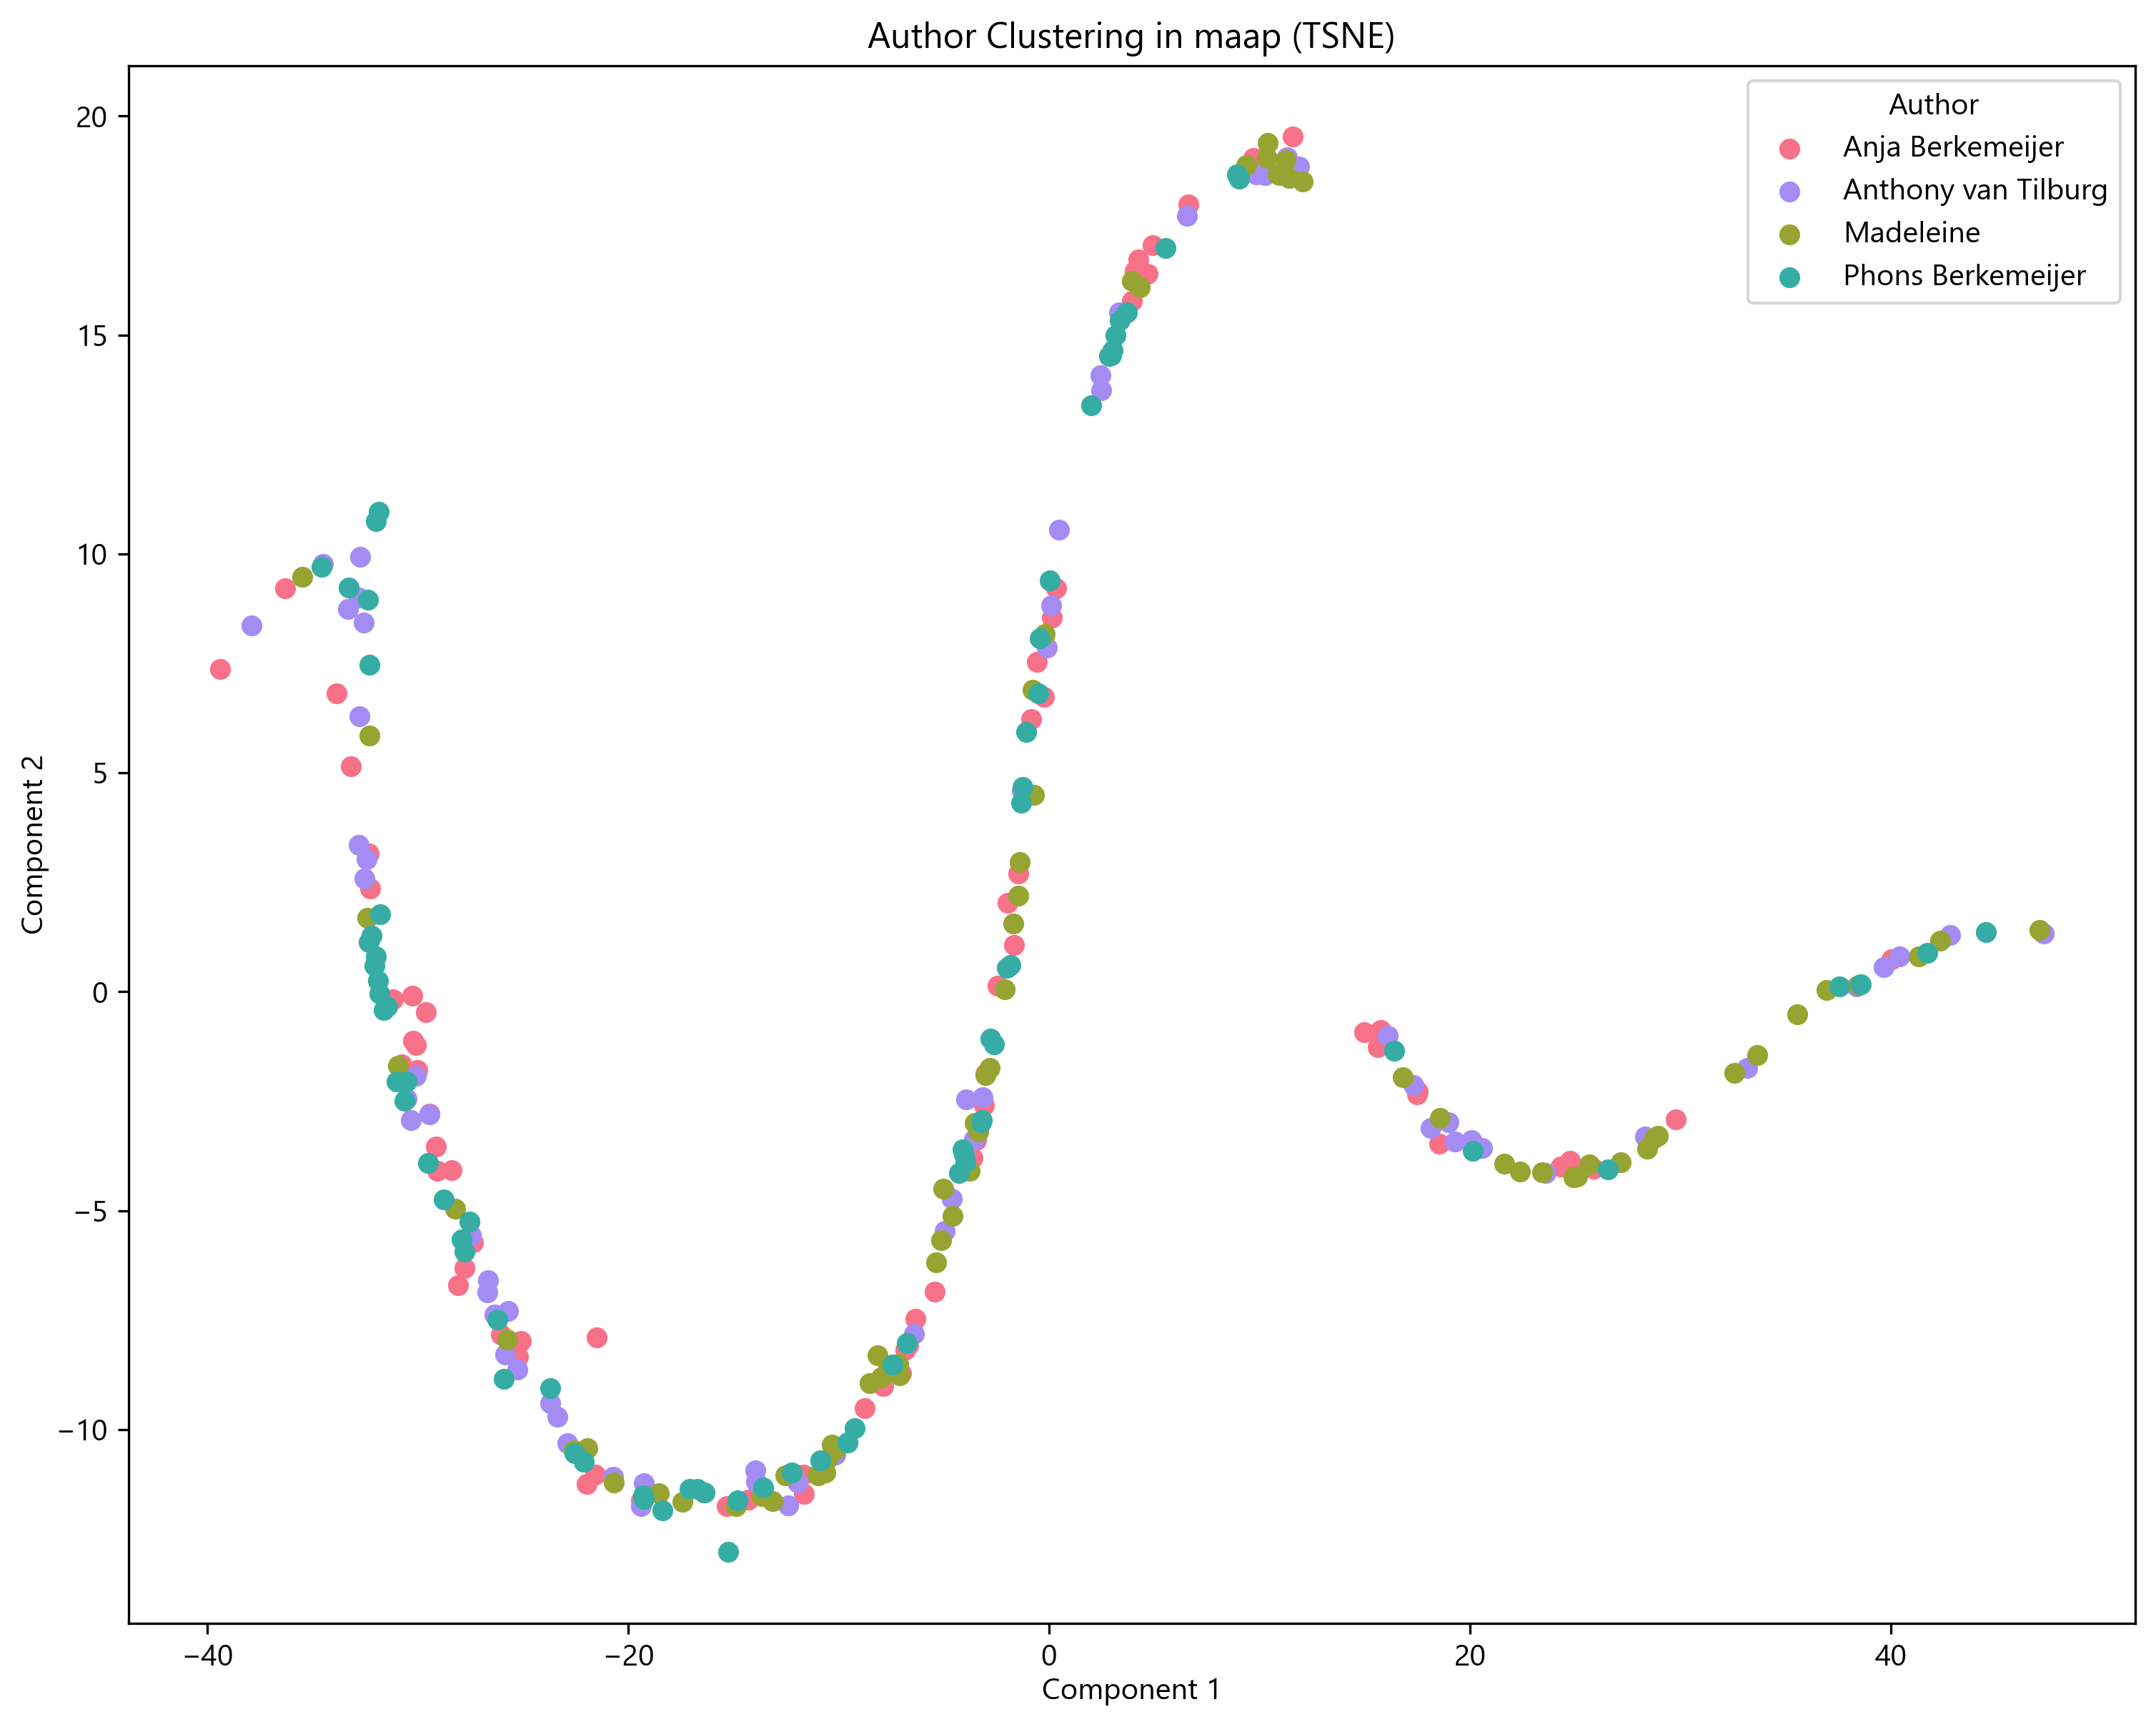 Author Clustering in maap (TSNE)
Author
Anja Berkemeijer
Anthony van Tilburg
Madeleine
Phons Berkemeijer
20
15
10
5
0
−5
−10
Component 2
−40
−20
0
20
40
Component 1